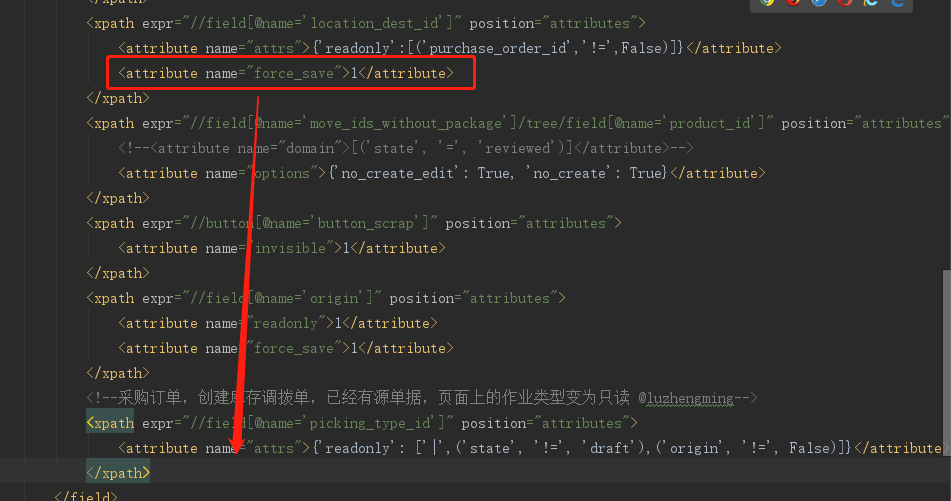 </xpath>
<xpath expr="//field[@name='location_dest_id']" position="attributes">
<attribute name="attrs">{'readonly':[('purchase_order_id','!=',False)]}</attribute>
<attribute name="force_save">1</attribute>
</xpath>
<xpath expr="//field[@name='move_ids_without_package']/tree/field[@name='product_id']" position="attributes"
<!--<attribute name="domain">[('state', '=', 'reviewed')]</attribute>-->
<attribute name="options">{'no_create_edit': True, 'no_create': True}</attribute>
</xpath>
<xpath expr="//button[@name='button_scrap']" position="attributes">
<attribute name="invisible">1</attribute>
</xpath>
<xpath expr="//field[@name='origin']" position="attributes">
<attribute name="readonly">1</attribute>
<attribute name="force_save">1</attribute>
</xpath>
<!--采购订单，创建库存调拨单，已经有源单据，页面上的作业类型变为只读 @luzhengming-->
<xpath expr="//field[@name='picking_type_id']" position="attributes">
<attribute name="attrs">{'readonly': ['|',('state', '!=', 'draft'),('origin', '!=', False)]}</attribute>
</xpath>
</field>